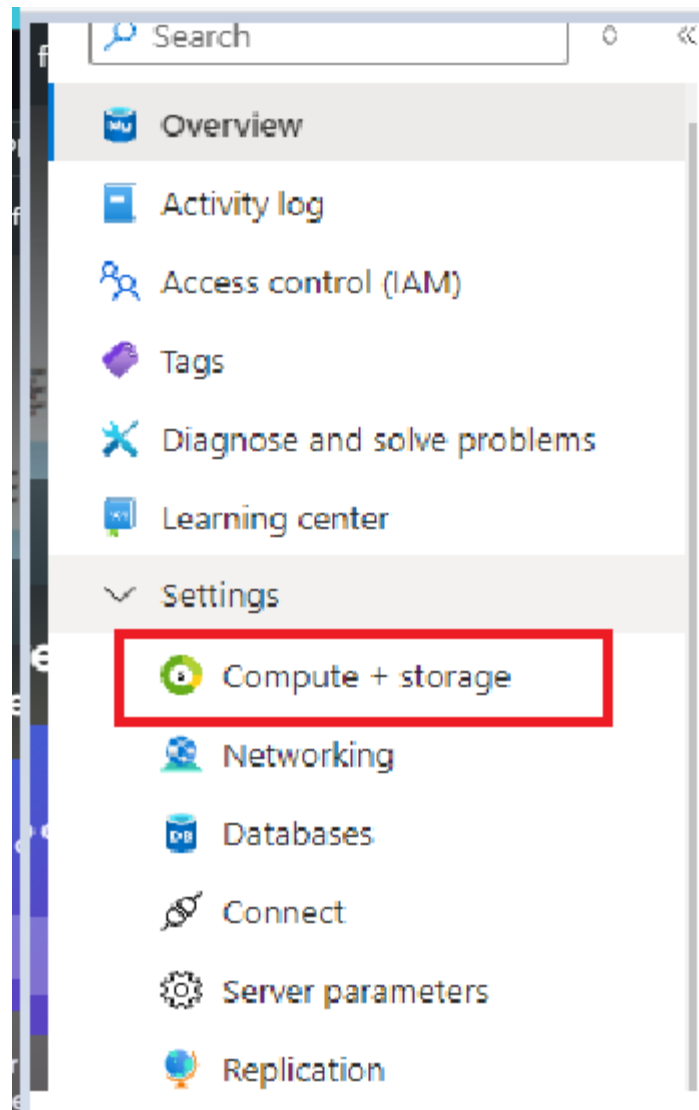 Search
Overview
Activity log
Access control (IAM)
Tags
Diagnose and solve problems
Learning center
Settings
Compute + storage
Networking
Databases
Connect
Server parameters
Replication